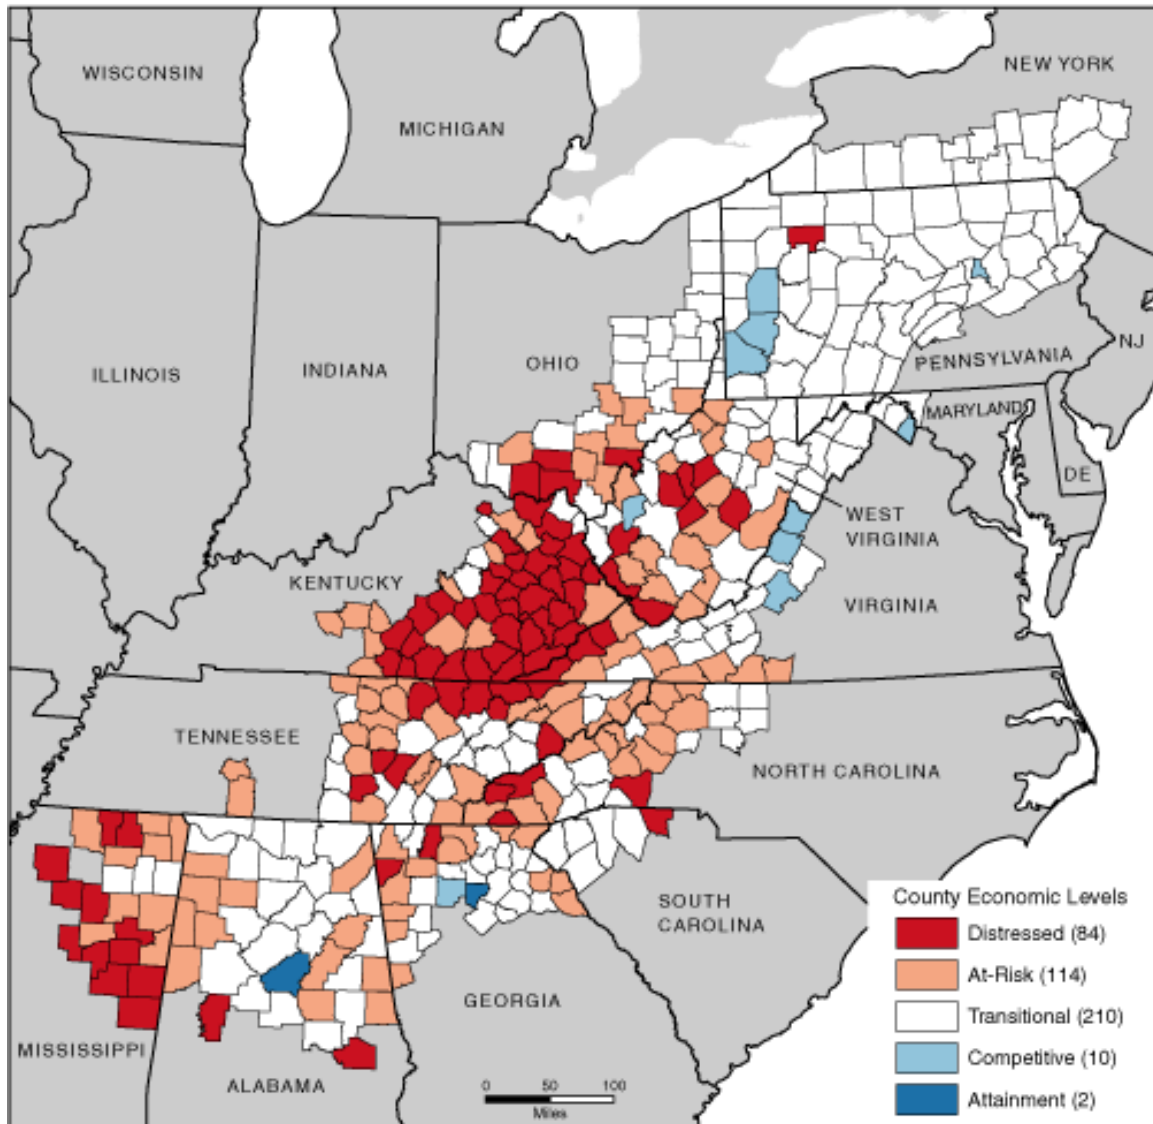 WISCONSIN
NEW YORK
MICHIGAN
ILLINOIS
INDIANA
OHIO
PENNSYLVANIA
NJ
MARYLAND
DE
WEST
VIRGINIA
KENTUCKY
VIRGINIA
TENNESSEE
NORTH CAROLINA
SOUTH
CAROLINA
GEORGIA
MISSISSIPPI
ALABAMA
0 50 100
Miles
County Economic Levels
Distressed (84)
At-Risk (114)
Transitional (210)
Competitive (10)
Attainment (2)